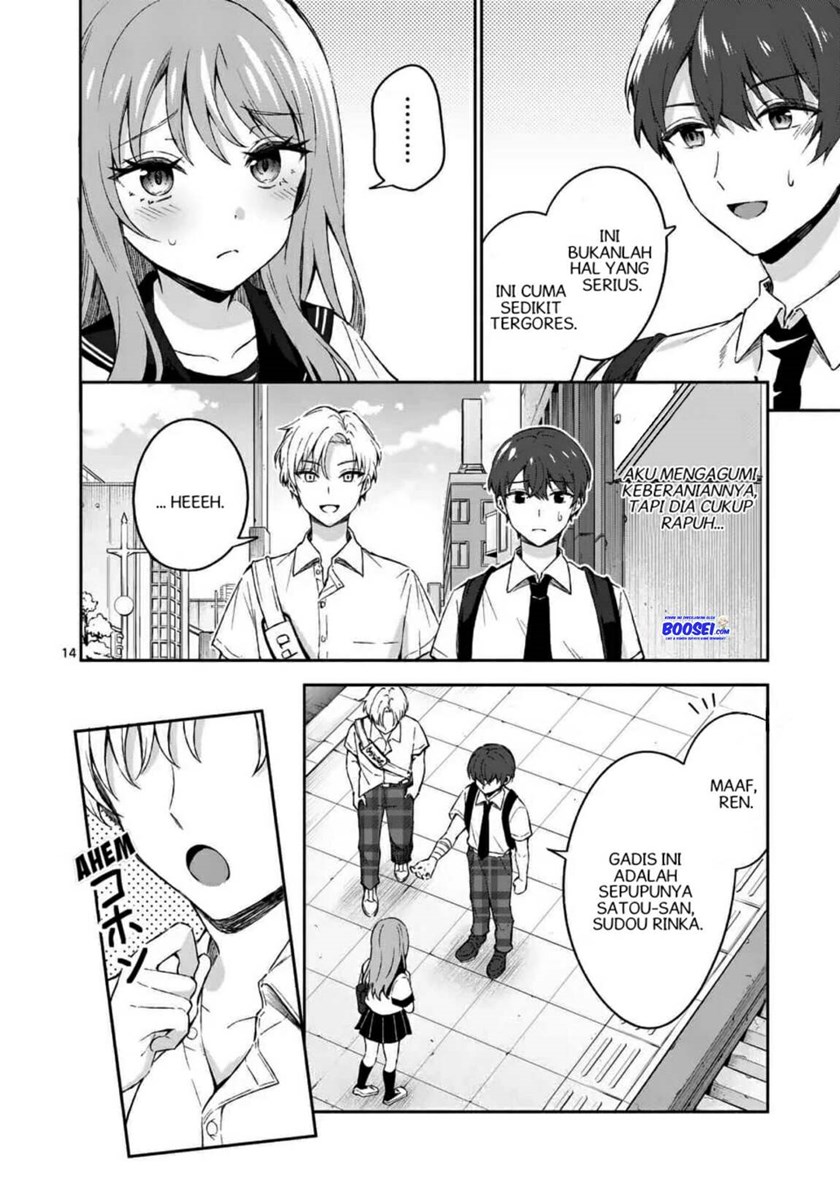 INI
BUKANLAH
HAL YANG
SERIUS.
INI CUMA
SEDIKIT
TERGORES.
.........
AKU MENGAGUMI
KEBERANIANNYA,
TAPI DIA CUKUP
RAPUH...
... HEEEH.
BOOSEI.COM
14
MAAF,
REN.
GADIS INI
ADALAH
SEPUPUNYA
SATOU-SAN,
SUDOU RINKA.
AHEM
コホン